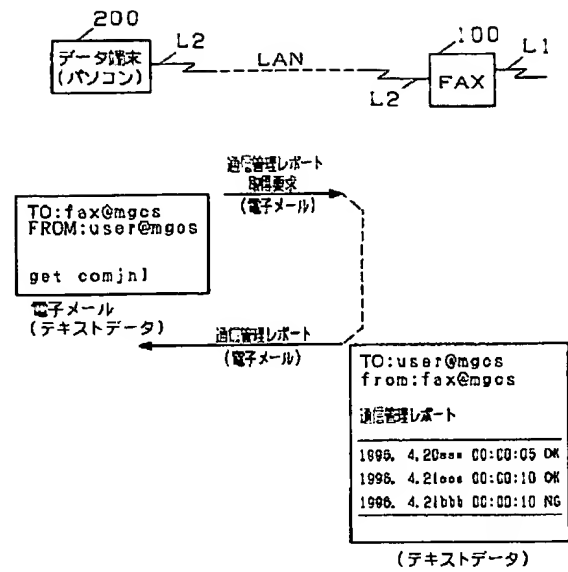 200
データ端末
(パソコン)
L2
LAN
100
L1
L2
FAX
通信管理レポート
取得要求
(電子メール)
TO:fax@mgcs
FROM:user@mgos
get comjnl
電子メール
(テキストデータ)
通信管理レポート
(電子メール)
TO:user@mgcs
from:fax@mgcs
通信管理レポート
1996. 4.20aaa 00:00:05 OK
1996. 4.21ccc 00:00:10 OK
1996. 4.21bbb 00:00:10 NG
(テキストデータ)